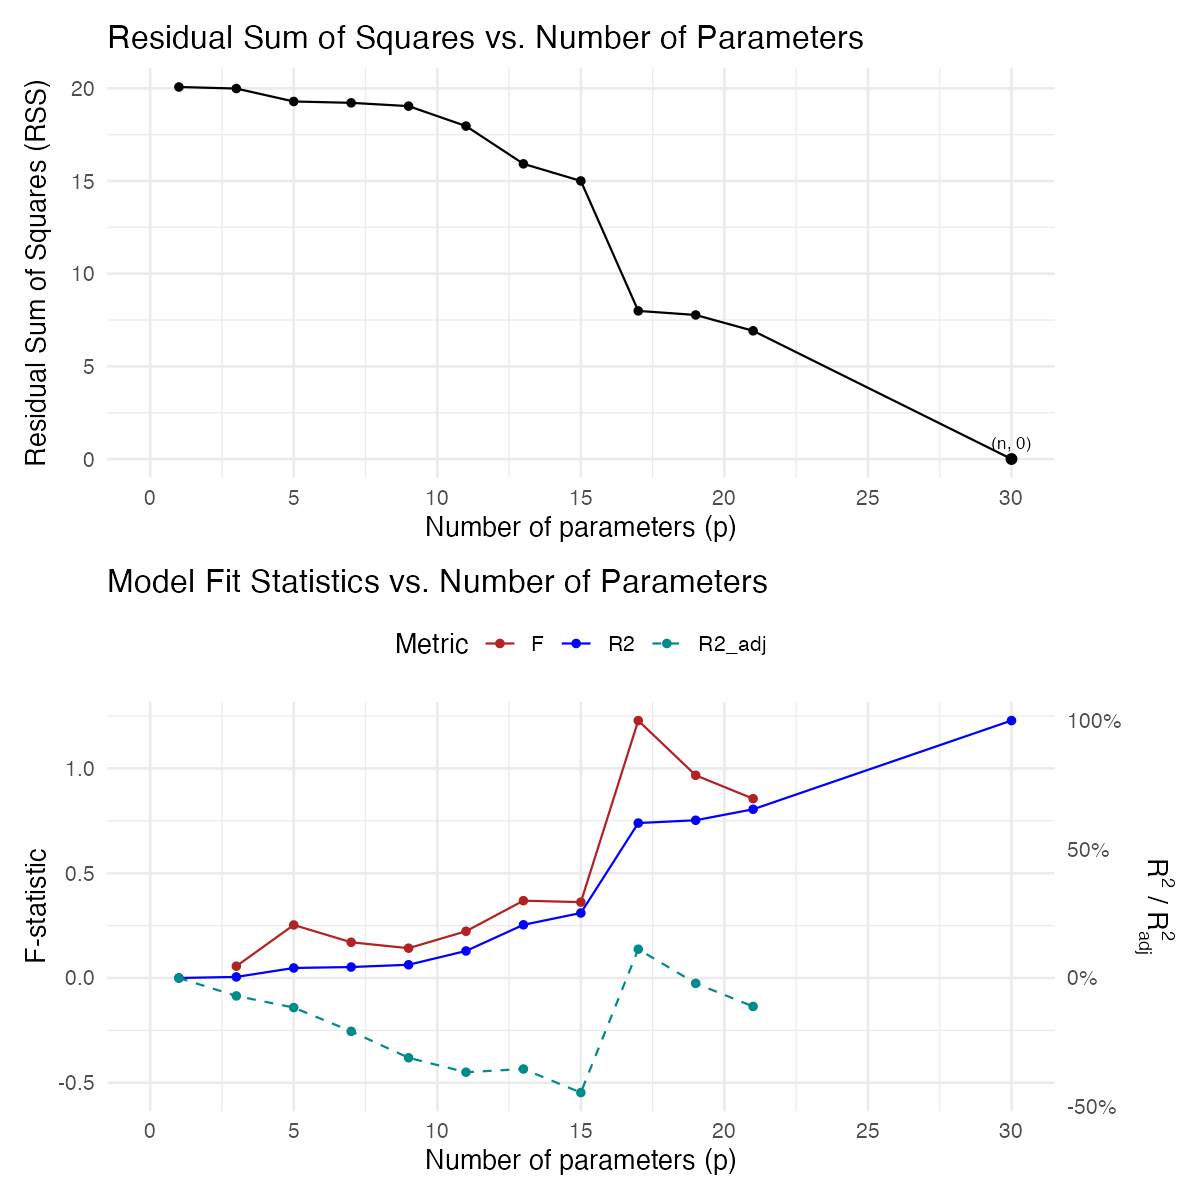 Residual Sum of Squares vs. Number of Parameters
Residual Sum of Squares (RSS)
20
15
10
5
0
(n, 0)
0 5 10 15 20 25 30
Number of parameters (p)
Model Fit Statistics vs. Number of Parameters
Metric F R2 R2_adj
F-statistic
1.0
0.5
0.0
-0.5
100%
50%
0%
-50%
R² / R²adj
0 5 10 15 20 25 30
Number of parameters (p)